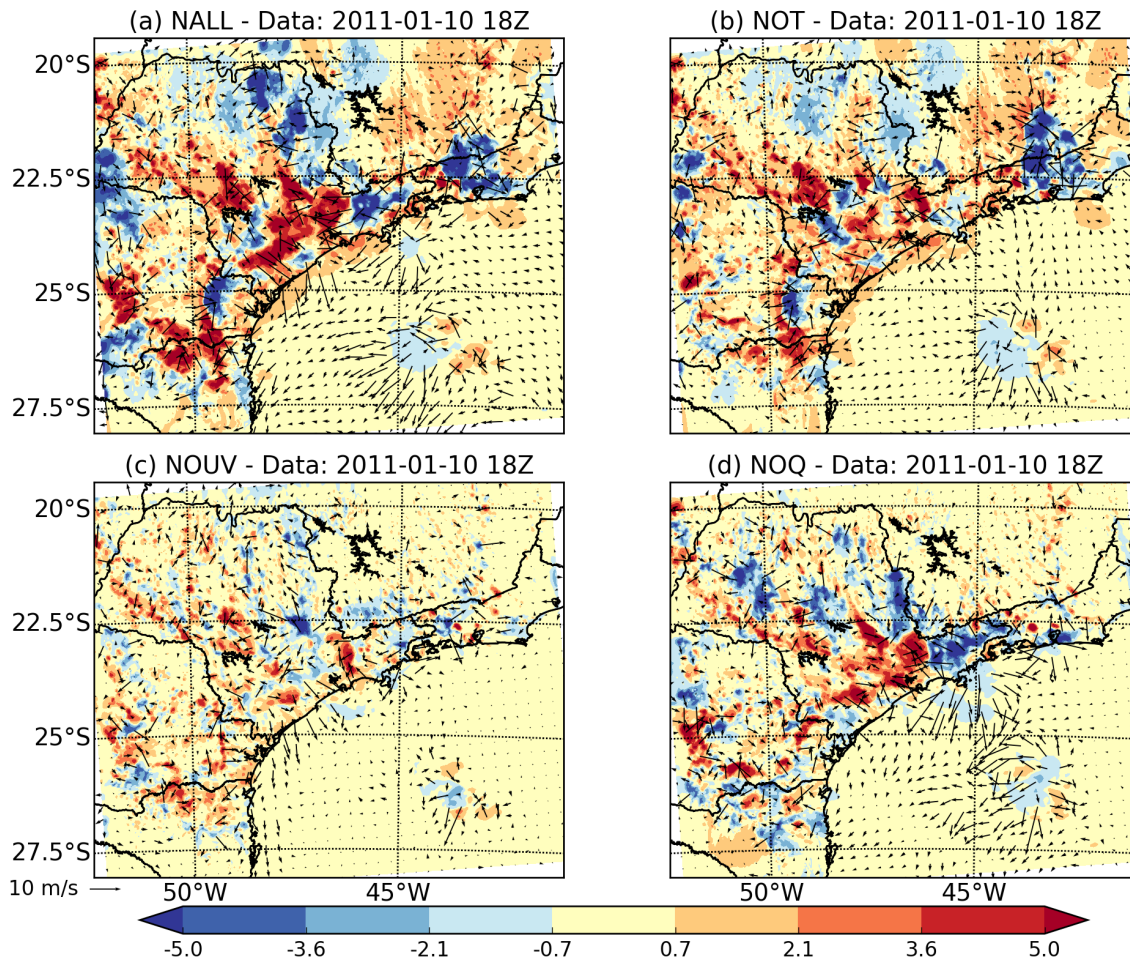 (a) NALL - Data: 2011-01-10 18Z
(b) NOT - Data: 2011-01-10 18Z
20°S
22.5°S
25°S
27.5°S
(c) NOUV - Data: 2011-01-10 18Z
(d) NOQ - Data: 2011-01-10 18Z
20°S
22.5°S
25°S
27.5°S
10 m/s
50°W
45°W
50°W
45°W
-5.0
-3.6
-2.1
-0.7
0.7
2.1
3.6
5.0